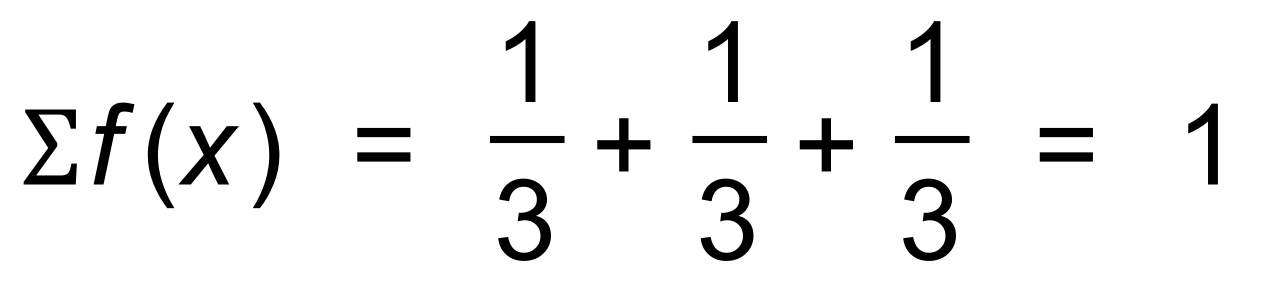 Σf(x) = 1/3 + 1/3 + 1/3 = 1